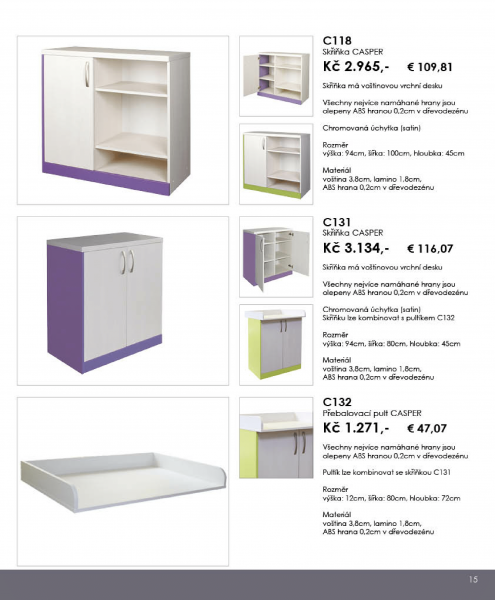 C118
Skříňka CASPER
Kč 2.965,- € 109,81
Skříňka má voštinovou vrchní desku
Všechny nejvíce namáhané hrany jsou
olepeny ABS hranou 0,2cm v dřevodezénu
Chromovaná úchytka (satin)
Rozměr
výška: 94cm, šířka: 100cm, hloubka: 45cm
Materiál
voština 3,8cm, lamino 1,8cm,
ABS hrana 0,2cm v dřevodezénu
C131
Skříňka CASPER
Kč 3.134,- € 116,07
Skříňka má voštinovou vrchní desku
Všechny nejvíce namáhané hrany jsou
olepeny ABS hranou 0,2cm v dřevodezénu
Chromovaná úchytka (satin)
Skříňku lze kombinovat s pultíkem C132
Rozměr
výška: 94cm, šířka: 80cm, hloubka: 45cm
Materiál
voština 3,8cm, lamino 1,8cm,
ABS hrana 0,2cm v dřevodezénu
C132
Přebalovací pult CASPER
Kč 1.271,- € 47,07
Všechny nejvíce namáhané hrany jsou
olepeny ABS hranou 0,2cm v dřevodezénu
Pultík lze kombinovat se skříňkou C131
Rozměr
výška: 12cm, šířka: 80cm, hloubka: 72cm
Materiál
voština 3,8cm, lamino 1,8cm,
ABS hrana 0,2cm v dřevodezénu
15